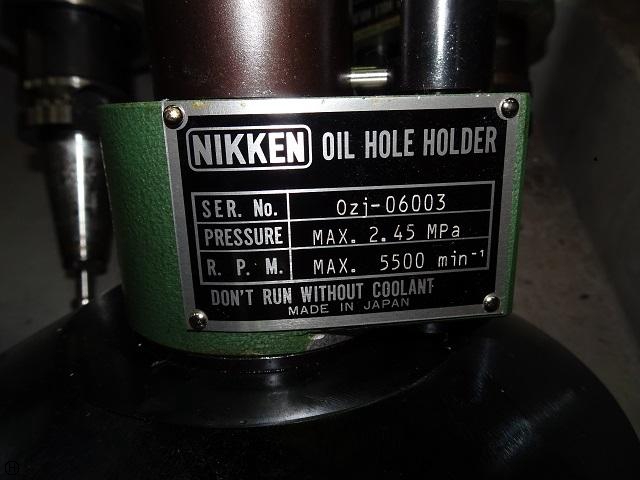 NIKKEN OIL HOLE HOLDER
SER. No. Ozj-06003
PRESSURE MAX. 2.45 MPa
R. P. M. MAX. 5500 min⁻¹
DON'T RUN WITHOUT COOLANT
MADE IN JAPAN